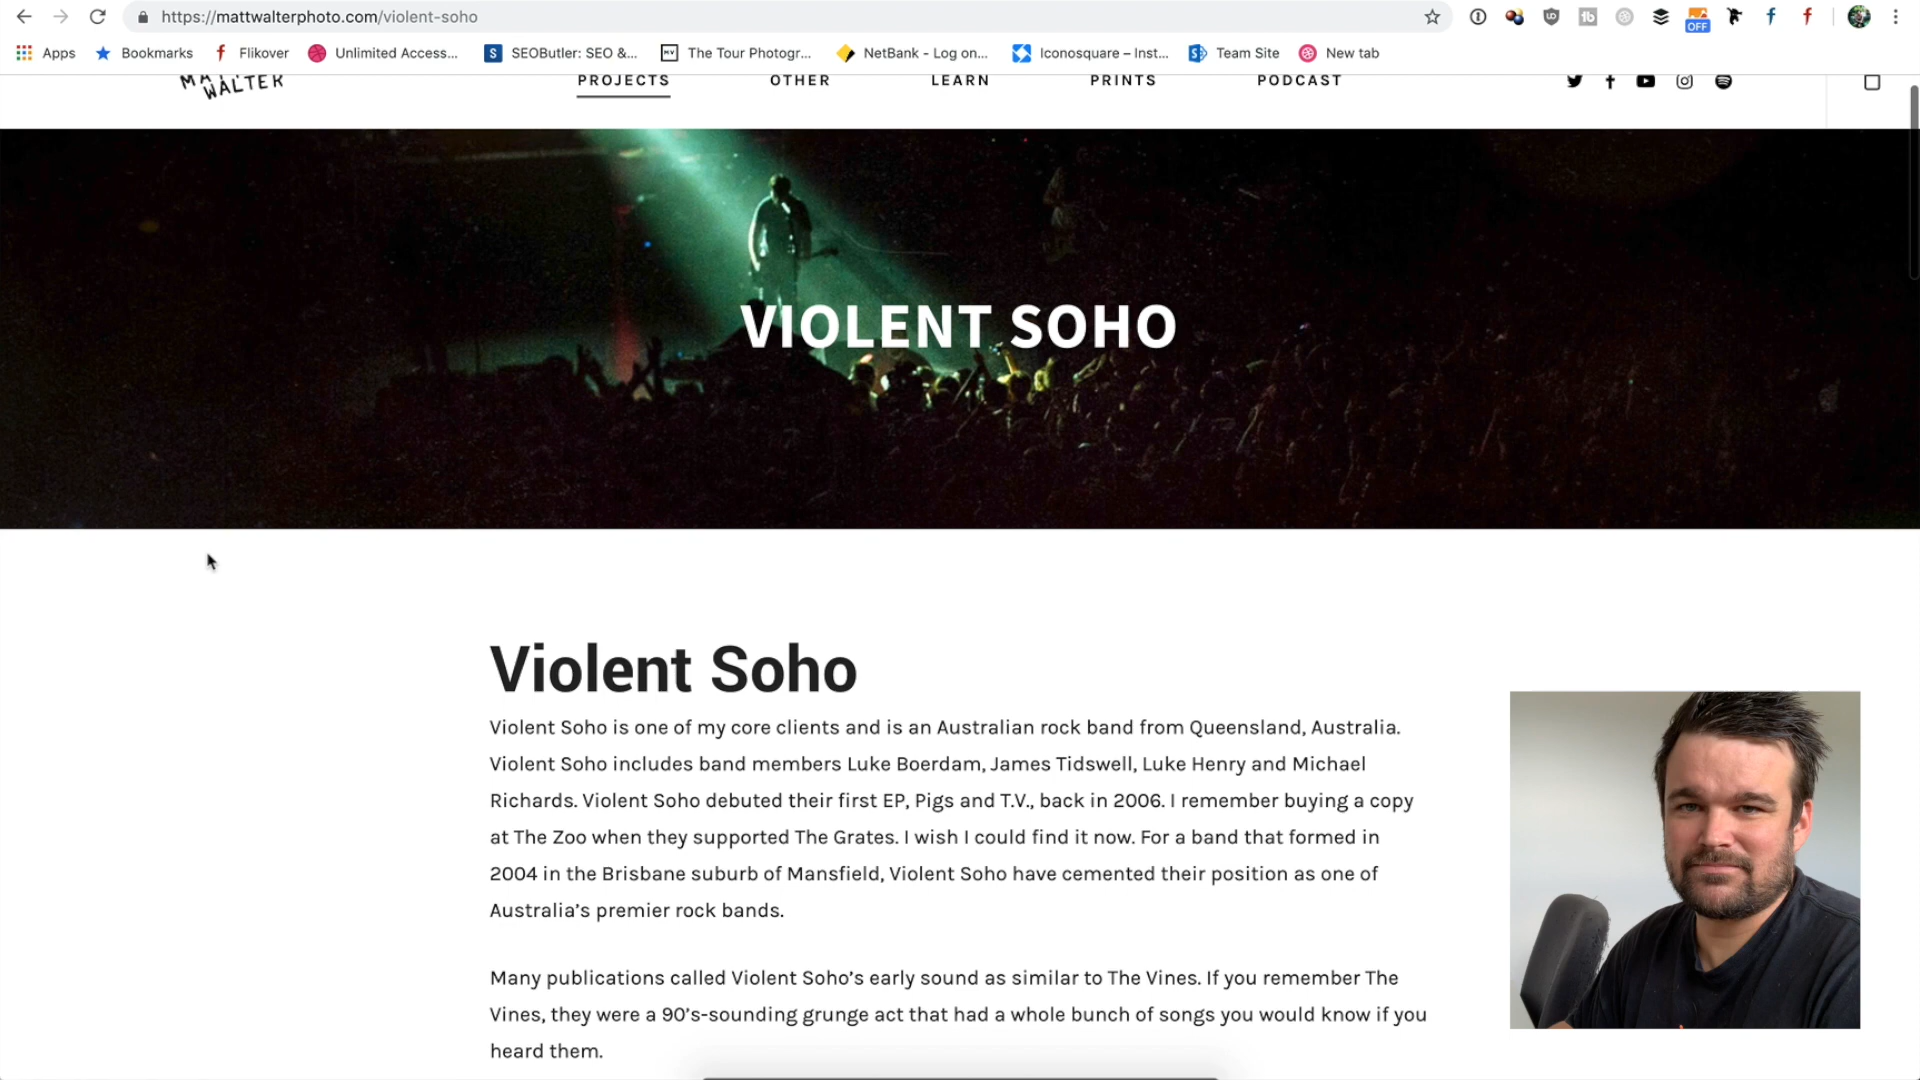 https://mattwalterphoto.com/violent-soho
Apps Bookmarks Flikover Unlimited Access... SEOButler: SEO &... The Tour Photogr... NetBank - Log on... Iconosquare – Inst... Team Site New tab
OFF
MATT
WALTER
PROJECTS OTHER LEARN PRINTS PODCAST
VIOLENT SOHO
Violent Soho
Violent Soho is one of my core clients and is an Australian rock band from Queensland, Australia.
Violent Soho includes band members Luke Boerdam, James Tidswell, Luke Henry and Michael
Richards. Violent Soho debuted their first EP, Pigs and T.V., back in 2006. I remember buying a copy
at The Zoo when they supported The Grates. I wish I could find it now. For a band that formed in
2004 in the Brisbane suburb of Mansfield, Violent Soho have cemented their position as one of
Australia’s premier rock bands.
Many publications called Violent Soho’s early sound as similar to The Vines. If you remember The
Vines, they were a 90’s-sounding grunge act that had a whole bunch of songs you would know if you
heard them.